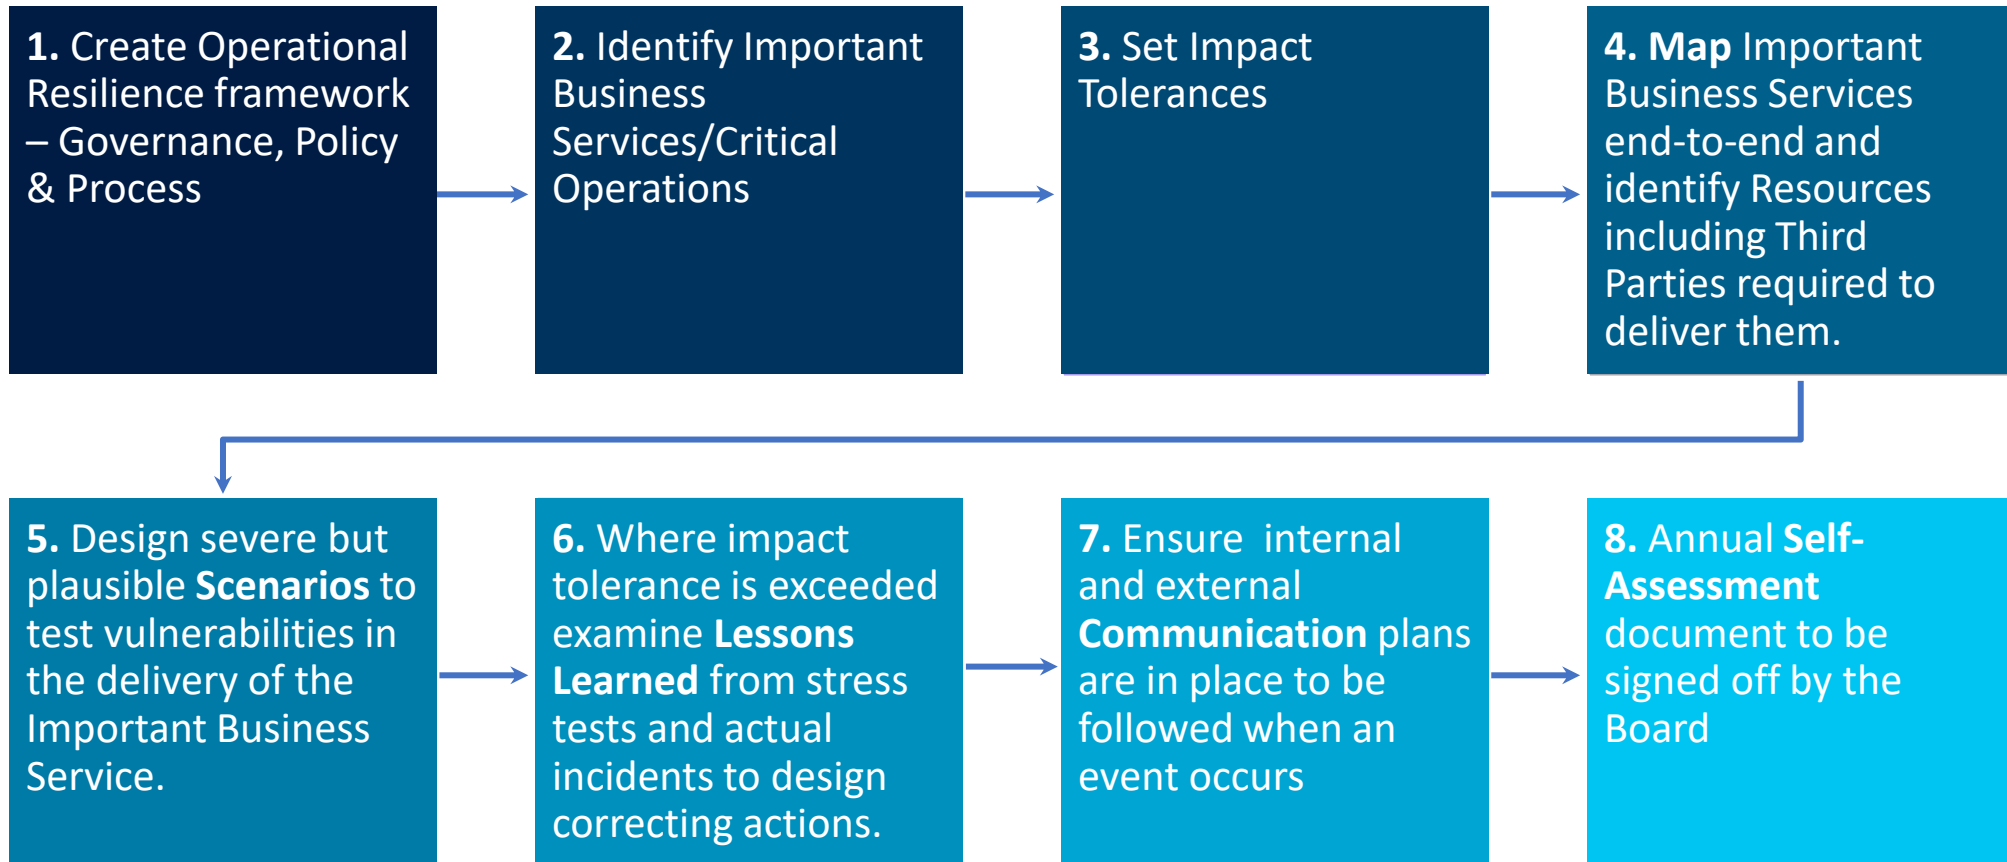 1. Create Operational
Resilience framework
– Governance, Policy
& Process
2. Identify Important
Business
Services/Critical
Operations
3. Set Impact
Tolerances
4. Map Important
Business Services
end-to-end and
identify Resources
including Third
Parties required to
deliver them.
5. Design severe but
plausible Scenarios to
test vulnerabilities in
the delivery of the
Important Business
Service.
6. Where impact
tolerance is exceeded
examine Lessons
Learned from stress
tests and actual
incidents to design
correcting actions.
7. Ensure  internal
and external
Communication plans
are in place to be
followed when an
event occurs
8. Annual Self-
Assessment
document to be
signed off by the
Board